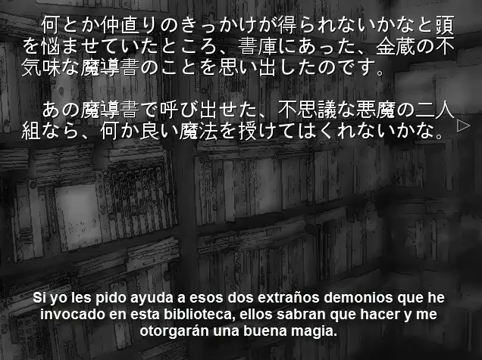 何とか仲直りのきっかけが得られないかなと頭
を悩ませていたところ、書庫にあった、金蔵の不
気味な魔導書のことを思い出したのです。
あの魔導書で呼び出せた、不思議な悪魔の二人
組なら、何か良い魔法を授けてはくれないかな。
Si yo les pido ayuda a esos dos extraños demonios que he
invocado en esta biblioteca, ellos sabran que hacer y me
otorgarán una buena magia.